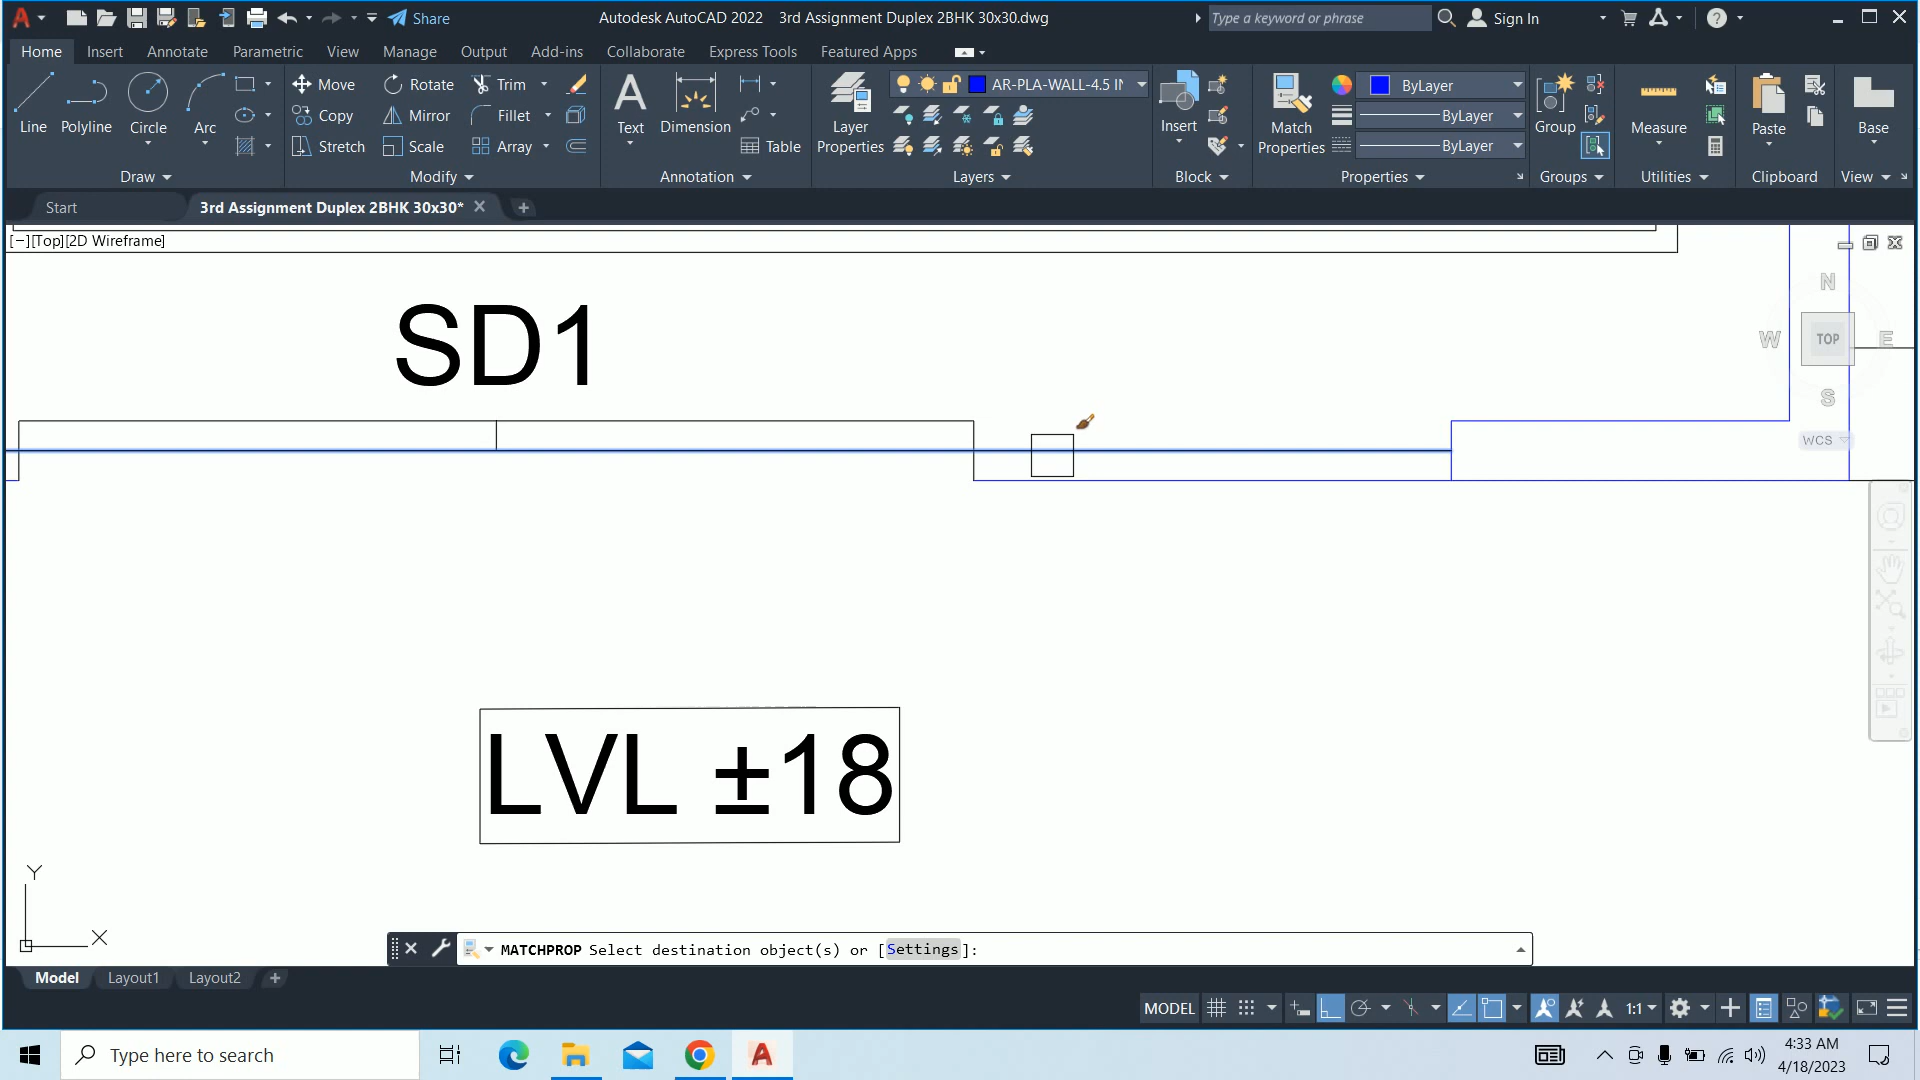 Share
Autodesk AutoCAD 2022 3rd Assignment Duplex 2BHK 30x30.dwg
Type a keyword or phrase
Sign In
Home Insert Annotate Parametric View Manage Output Add-ins Collaborate Express Tools Featured Apps
Line Polyline Circle Arc
Move Rotate Trim
Copy Mirror Fillet
Stretch Scale Array
Text Dimension Table
Layer Properties
AR-PLA-WALL-4.5 IN
Insert
Match Properties
ByLayer
ByLayer
ByLayer
Group Measure Paste Base
Draw Modify Annotation Layers Block Properties Groups Utilities Clipboard View
Start 3rd Assignment Duplex 2BHK 30x30*
[−][Top][2D Wireframe]
N
W TOP E
S
WCS
SD1
LVL ±18
Y
X
MATCHPROP Select destination object(s) or [Settings]:
Model Layout1 Layout2
MODEL 1:1
Type here to search
4:33 AM
4/18/2023